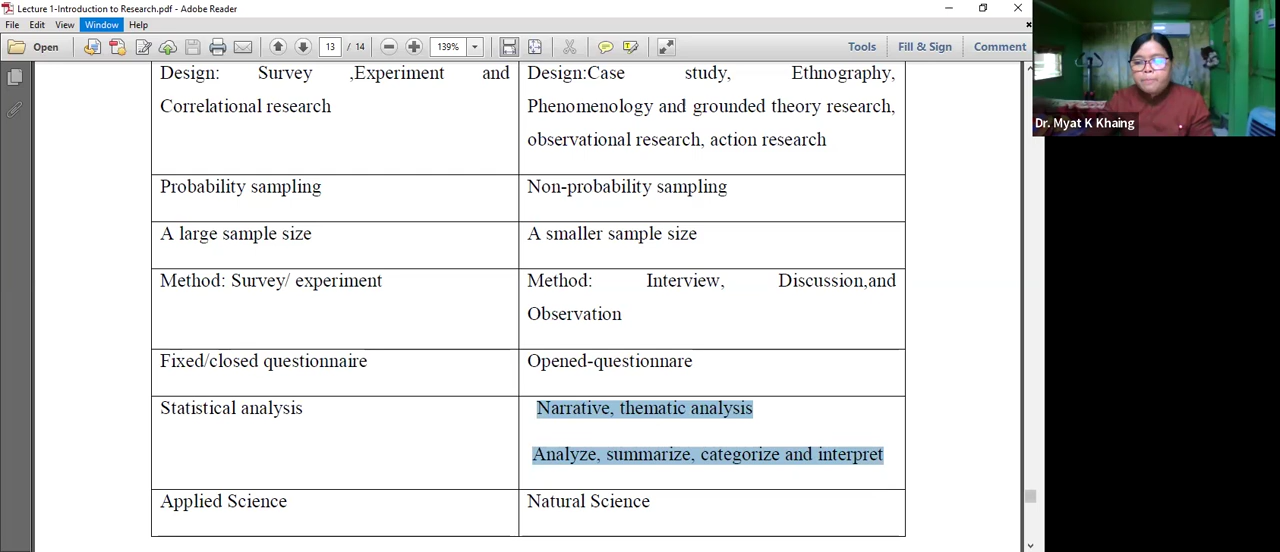 Lecture 1-Introduction to Research.pdf - Adobe Reader
File Edit View Window Help
Open 13 / 14 139% Tools Fill & Sign Comment
Dr. Myat K Khaing
Design: Survey ,Experiment and
Correlational research
Design:Case study, Ethnography,
Phenomenology and grounded theory research,
observational research, action research
Probability sampling
Non-probability sampling
A large sample size
A smaller sample size
Method: Survey/ experiment
Method: Interview, Discussion,and
Observation
Fixed/closed questionnaire
Opened-questionnare
Statistical analysis
Narrative, thematic analysis
Analyze, summarize, categorize and interpret
Applied Science
Natural Science